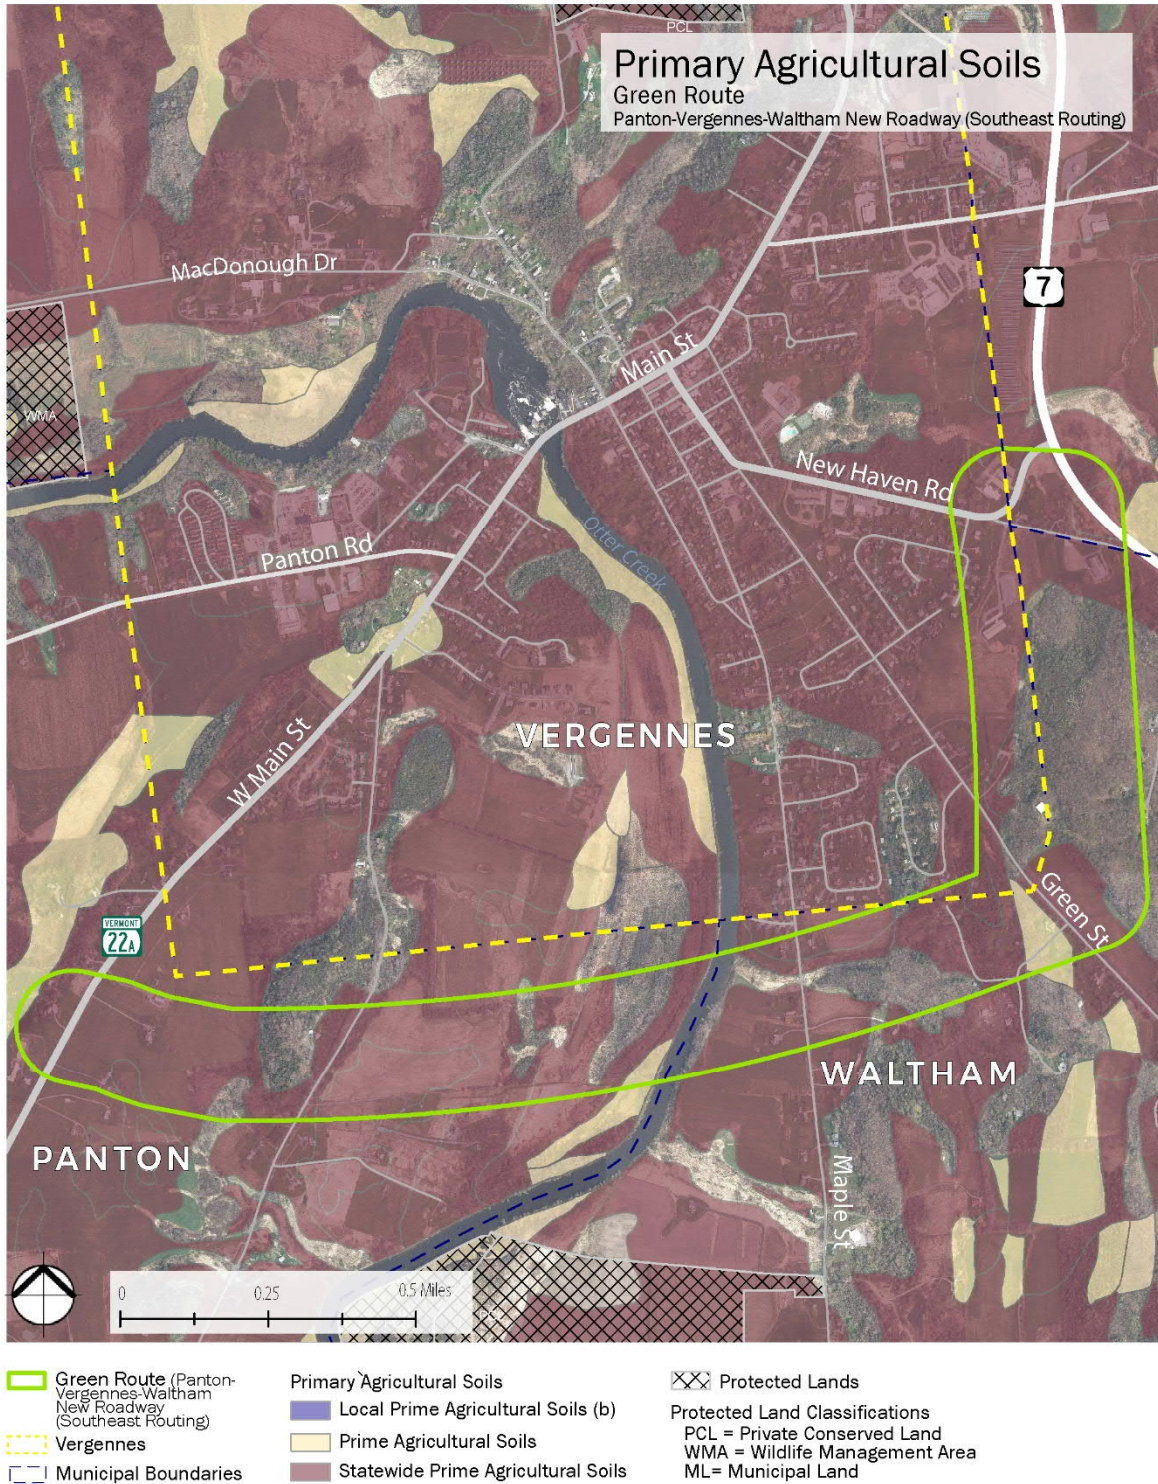 PCL
Primary Agricultural Soils
Green Route
Panton-Vergennes-Waltham New Roadway (Southeast Routing)
MacDonough Dr
7
Main St
WMA
New Haven Rd
Otter Creek
Panton Rd
VERGENNES
W Main St
Green St
VERMONT
22A
WALTHAM
PANTON
Maple St
0
0.25
0.5 Miles
Green Route (Panton-
Vergennes-Waltham
New Roadway
(Southeast Routing)
Vergennes
Municipal Boundaries
Primary Agricultural Soils
Local Prime Agricultural Soils (b)
Prime Agricultural Soils
Statewide Prime Agricultural Soils
Protected Lands
Protected Land Classifications
PCL = Private Conserved Land
WMA = Wildlife Management Area
ML= Municipal Land